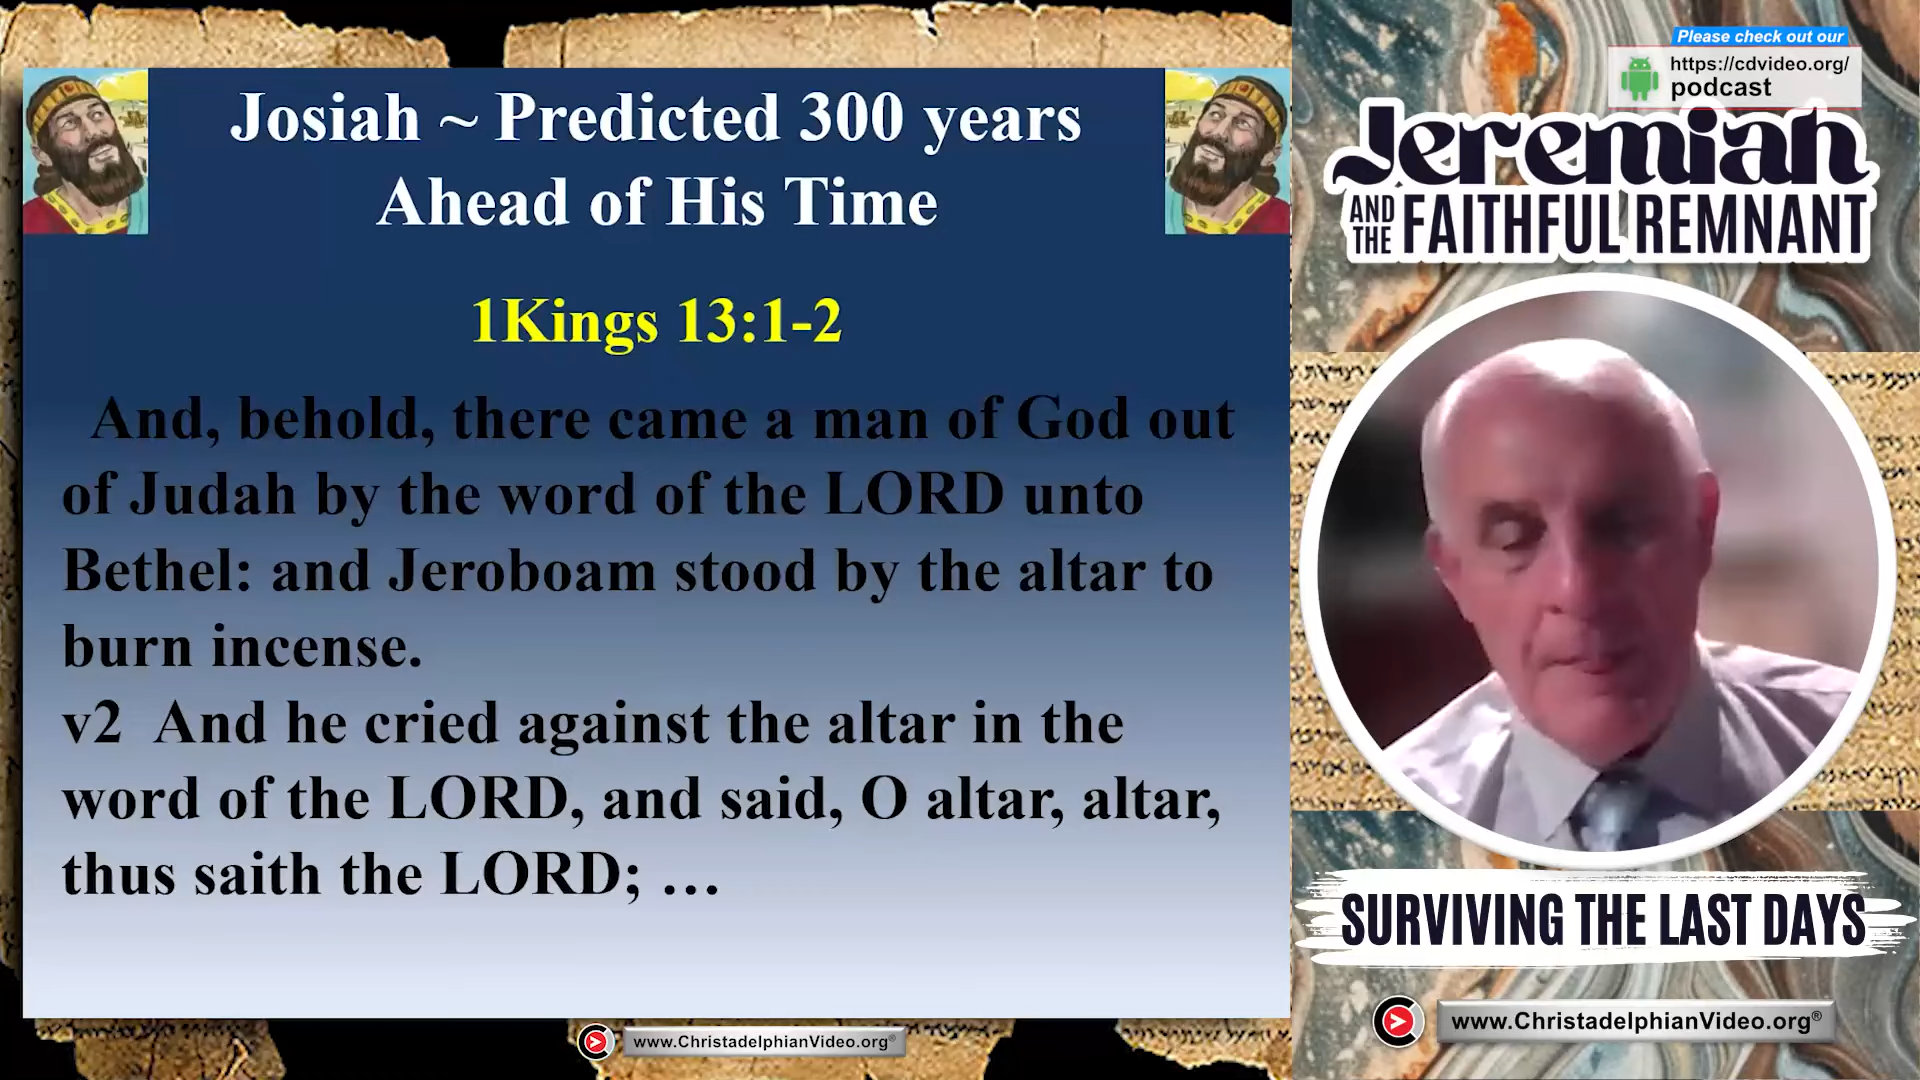 Josiah ~ Predicted 300 years
Ahead of His Time
1Kings 13:1-2
And, behold, there came a man of God out
of Judah by the word of the LORD unto
Bethel: and Jeroboam stood by the altar to
burn incense.
v2 And he cried against the altar in the
word of the LORD, and said, O altar, altar,
thus saith the LORD; …
www.ChristadelphianVideo.org®
Please check out our
https://cdvideo.org/
podcast
Jeremiah
AND THE FAITHFUL REMNANT
SURVIVING THE LAST DAYS
www.ChristadelphianVideo.org®